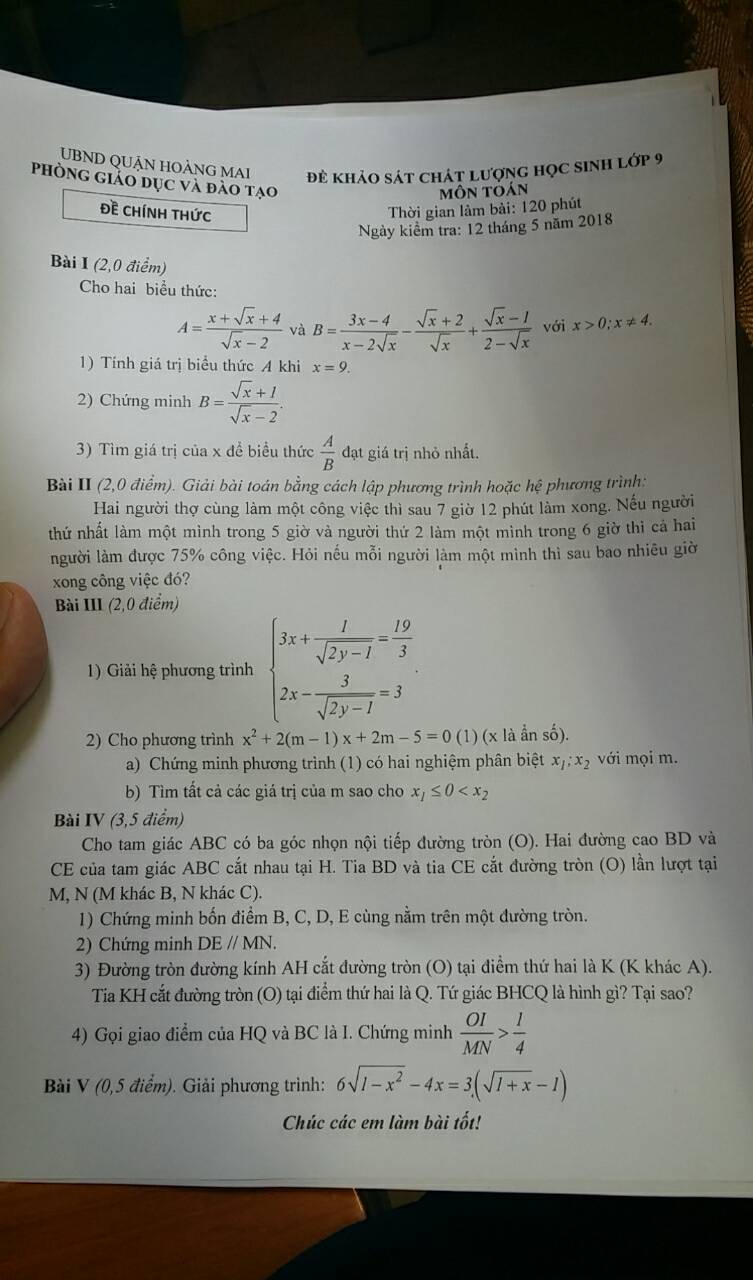 UBND QUẬN HOÀNG MAI
PHÒNG GIÁO DỤC VÀ ĐÀO TẠO
ĐỀ CHÍNH THỨC
ĐỀ KHẢO SÁT CHẤT LƯỢNG HỌC SINH LỚP 9
MÔN TOÁN
Thời gian làm bài: 120 phút
Ngày kiểm tra: 12 tháng 5 năm 2018
Bài I (2,0 điểm)
Cho hai biểu thức:
A = (x + √x + 4)/(√x − 2) và B = (3x − 4)/(x − 2√x) − (√x + 2)/√x + (√x − 1)/(2 − √x) với x > 0; x ≠ 4.
1) Tính giá trị biểu thức A khi x = 9.
2) Chứng minh B = (√x + 1)/(√x − 2).
3) Tìm giá trị của x để biểu thức A/B đạt giá trị nhỏ nhất.
Bài II (2,0 điểm). Giải bài toán bằng cách lập phương trình hoặc hệ phương trình:
Hai người thợ cùng làm một công việc thì sau 7 giờ 12 phút làm xong. Nếu người
thứ nhất làm một mình trong 5 giờ và người thứ 2 làm một mình trong 6 giờ thì cả hai
người làm được 75% công việc. Hỏi nếu mỗi người làm một mình thì sau bao nhiêu giờ
xong công việc đó?
Bài III (2,0 điểm)
1) Giải hệ phương trình { 3x + 1/√(2y − 1) = 19/3
2x − 3/√(2y − 1) = 3 .
2) Cho phương trình x² + 2(m − 1) x + 2m − 5 = 0 (1) (x là ẩn số).
a) Chứng minh phương trình (1) có hai nghiệm phân biệt x₁; x₂ với mọi m.
b) Tìm tất cả các giá trị của m sao cho x₁ ≤ 0 < x₂
Bài IV (3,5 điểm)
Cho tam giác ABC có ba góc nhọn nội tiếp đường tròn (O). Hai đường cao BD và
CE của tam giác ABC cắt nhau tại H. Tia BD và tia CE cắt đường tròn (O) lần lượt tại
M, N (M khác B, N khác C).
1) Chứng minh bốn điểm B, C, D, E cùng nằm trên một đường tròn.
2) Chứng minh DE // MN.
3) Đường tròn đường kính AH cắt đường tròn (O) tại điểm thứ hai là K (K khác A).
Tia KH cắt đường tròn (O) tại điểm thứ hai là Q. Tứ giác BHCQ là hình gì? Tại sao?
4) Gọi giao điểm của HQ và BC là I. Chứng minh OI/MN > 1/4
Bài V (0,5 điểm). Giải phương trình: 6√(1 − x²) − 4x = 3(√(1 + x) − 1)
Chúc các em làm bài tốt!